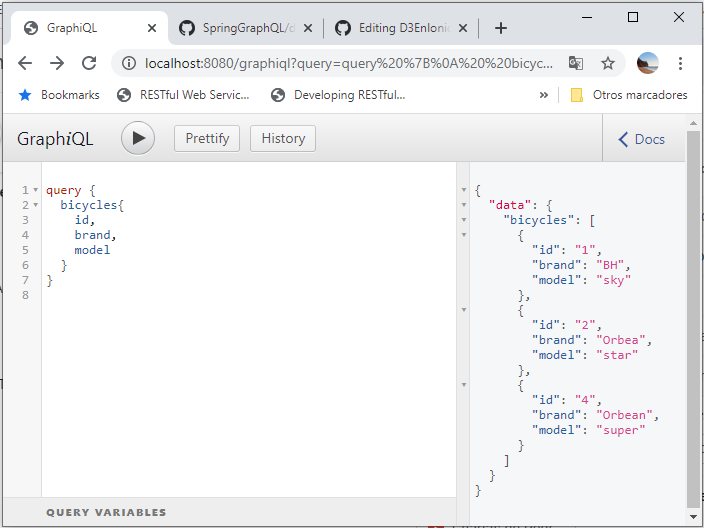 GraphiQL
SpringGraphQL/d
Editing D3EnIonic
localhost:8080/graphiql?query=query%20%7B%0A%20%20bicyc...
Bookmarks
RESTful Web Servic...
Developing RESTful...
»
Otros marcadores
GraphiQL
Prettify
History
Docs
1 query {
2 bicycles{
3 id,
4 brand,
5 model
6 }
7 }
8
{
"data": {
"bicycles": [
{
"id": "1",
"brand": "BH",
"model": "sky"
},
{
"id": "2",
"brand": "Orbea",
"model": "star"
},
{
"id": "4",
"brand": "Orbean",
"model": "super"
}
]
}
}
QUERY VARIABLES